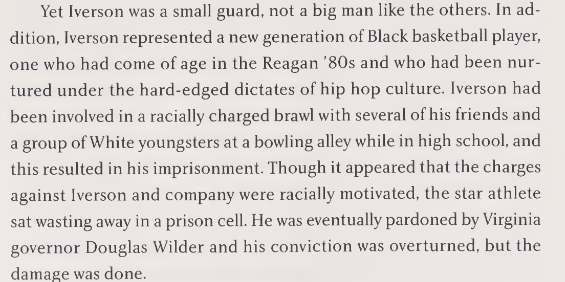 Yet Iverson was a small guard, not a big man like the others. In ad-
dition, Iverson represented a new generation of Black basketball player,
one who had come of age in the Reagan '80s and who had been nur-
tured under the hard-edged dictates of hip hop culture. Iverson had
been involved in a racially charged brawl with several of his friends and
a group of White youngsters at a bowling alley while in high school, and
this resulted in his imprisonment. Though it appeared that the charges
against Iverson and company were racially motivated, the star athlete
sat wasting away in a prison cell. He was eventually pardoned by Virginia
governor Douglas Wilder and his conviction was overturned, but the
damage was done.